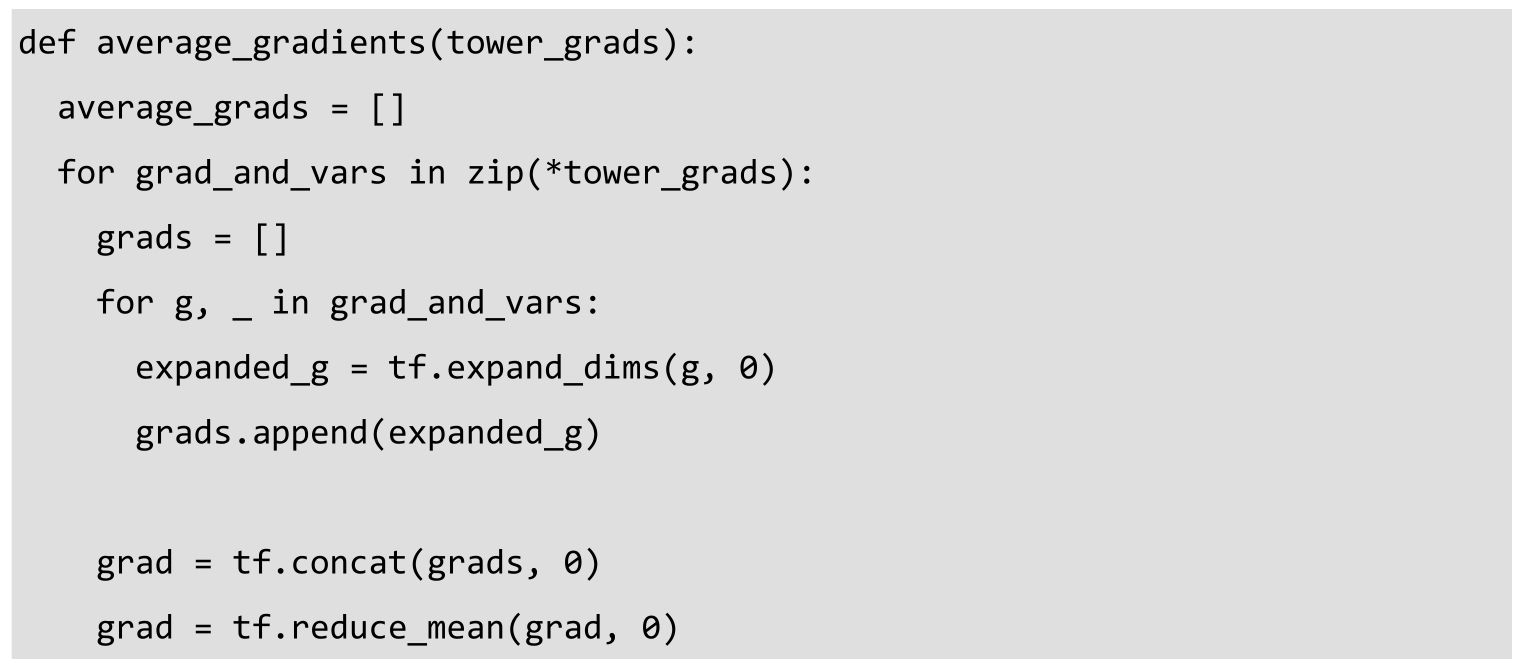 def average_gradients(tower_grads):
  average_grads = []
  for grad_and_vars in zip(*tower_grads):
    grads = []
    for g, _ in grad_and_vars:
      expanded_g = tf.expand_dims(g, 0)
      grads.append(expanded_g)

    grad = tf.concat(grads, 0)
    grad = tf.reduce_mean(grad, 0)